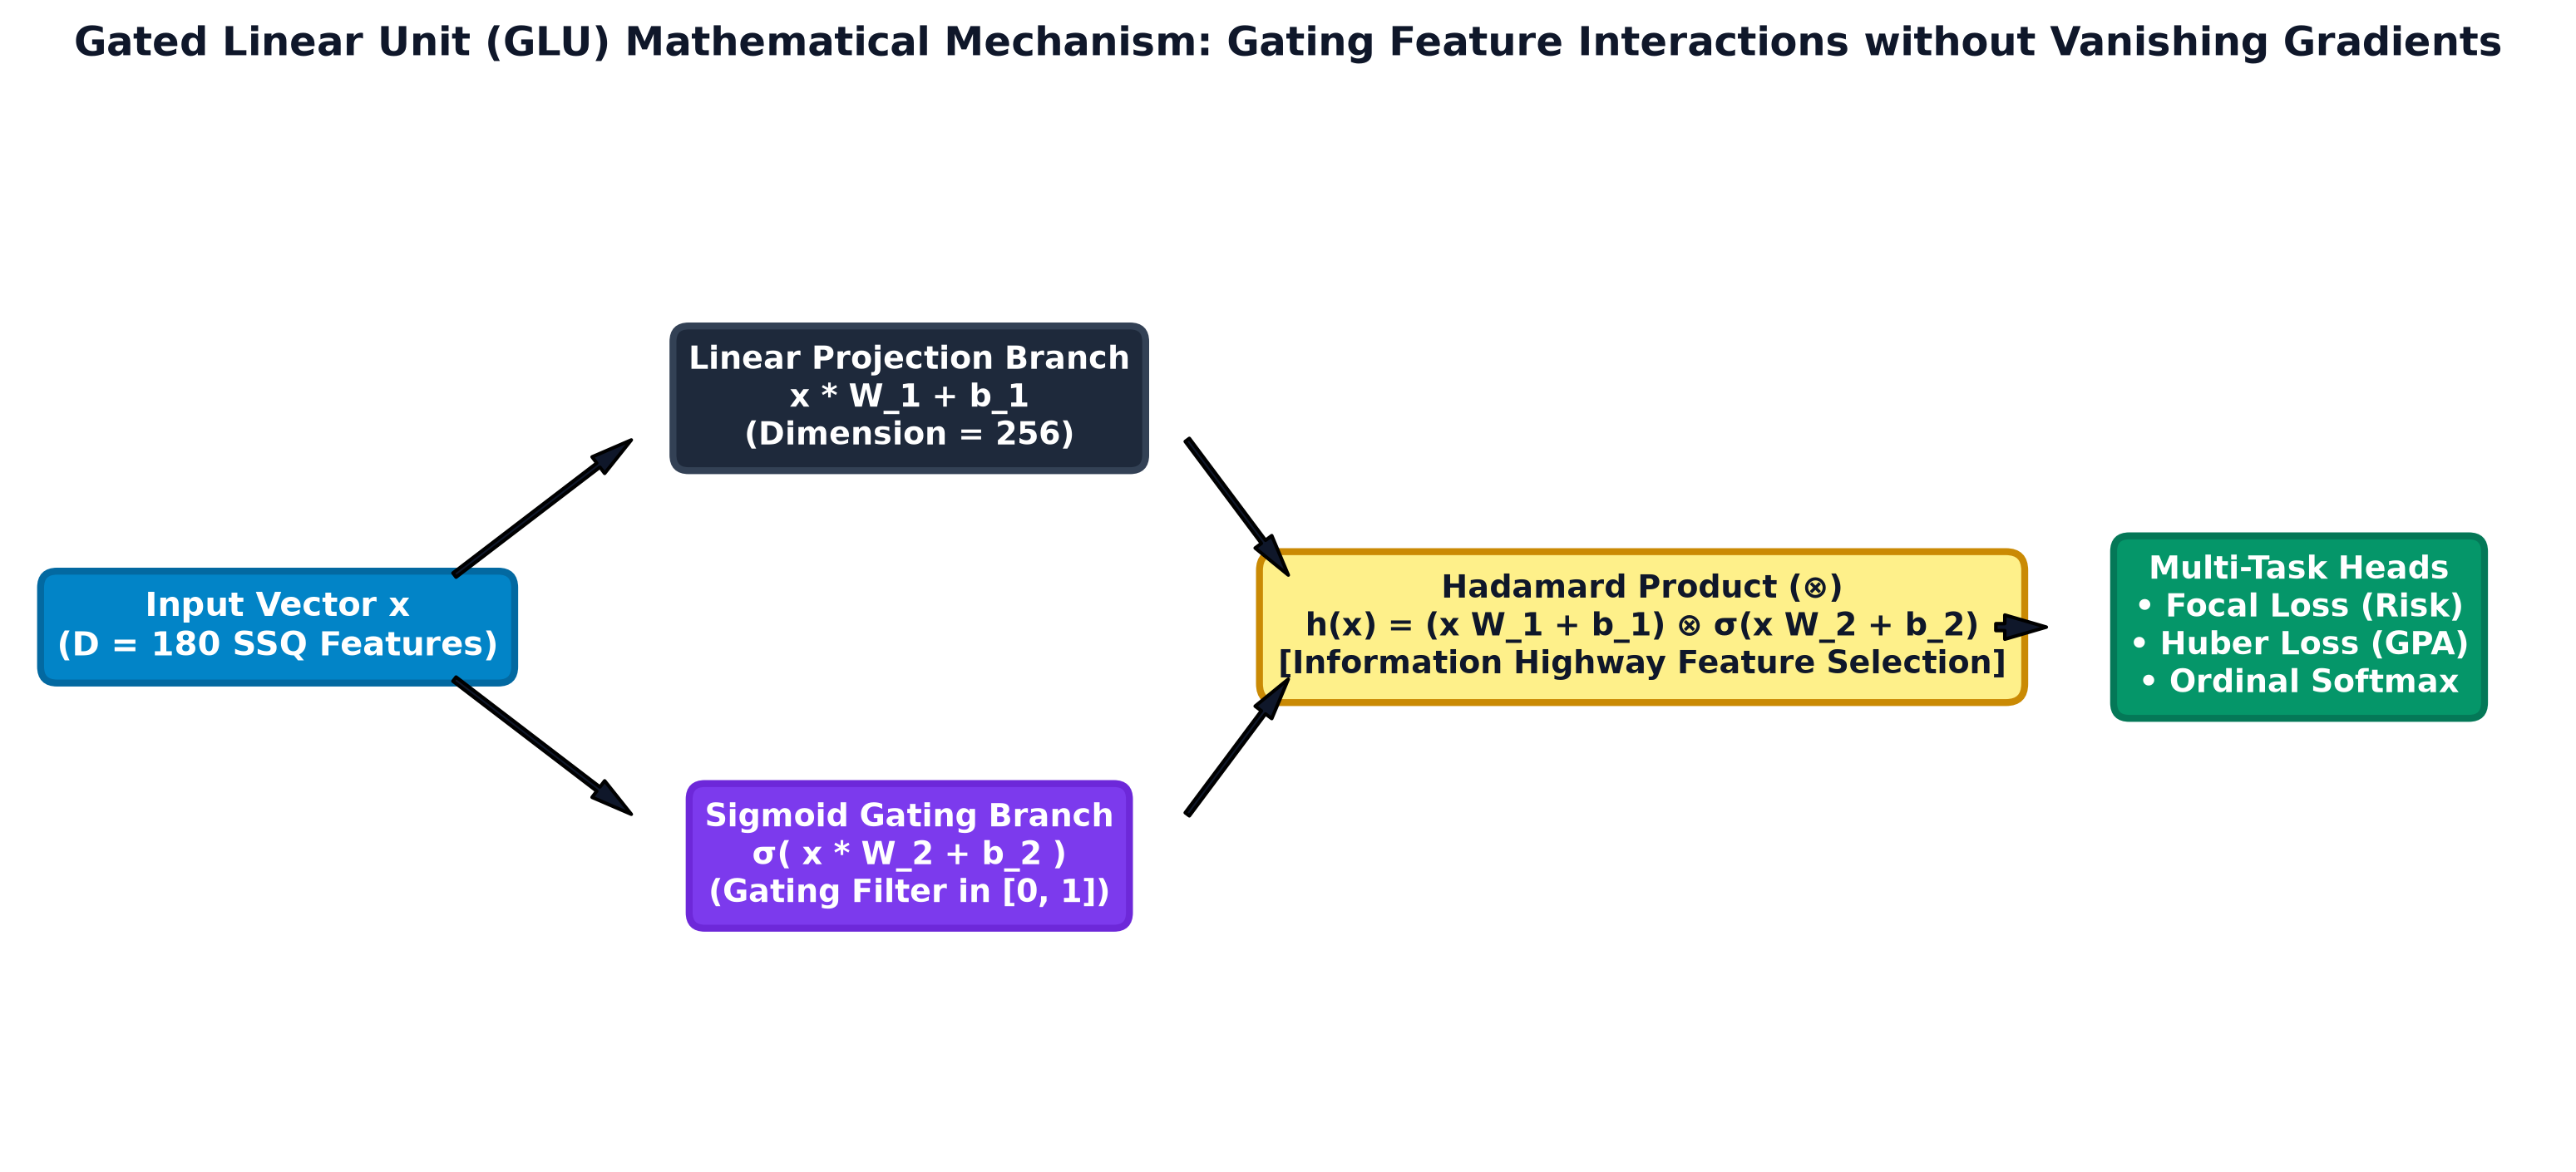 Gated Linear Unit (GLU) Mathematical Mechanism: Gating Feature Interactions without Vanishing Gradients
Linear Projection Branch
x * W_1 + b_1
(Dimension = 256)
Input Vector x
(D = 180 SSQ Features)
Hadamard Product (⊗)
h(x) = (x W_1 + b_1) ⊗ σ(x W_2 + b_2)
[Information Highway Feature Selection]
Multi-Task Heads
• Focal Loss (Risk)
• Huber Loss (GPA)
• Ordinal Softmax
Sigmoid Gating Branch
σ( x * W_2 + b_2 )
(Gating Filter in [0, 1])